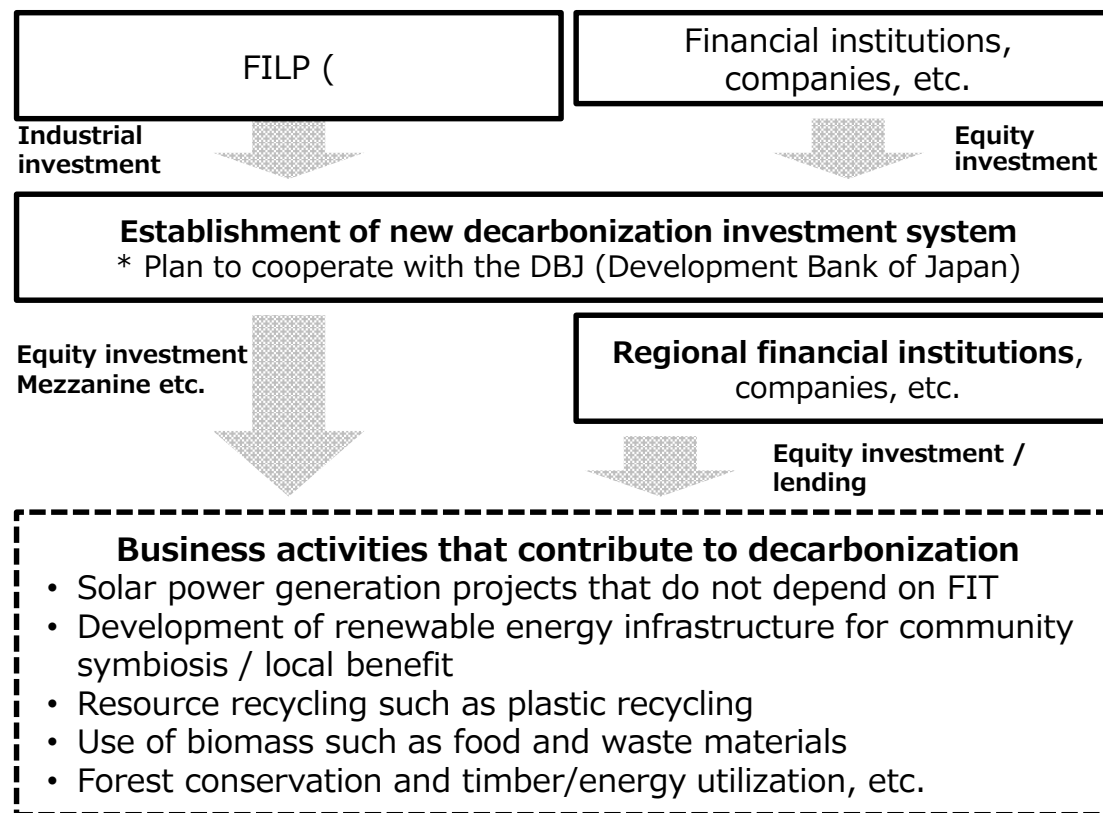 FILP (
Financial institutions,
companies, etc.
Industrial
investment
Equity
investment
Establishment of new decarbonization investment system
* Plan to cooperate with the DBJ (Development Bank of Japan)
Equity investment
Mezzanine etc.
Regional financial institutions,
companies, etc.
Equity investment /
lending
Business activities that contribute to decarbonization
• Solar power generation projects that do not depend on FIT
• Development of renewable energy infrastructure for community
symbiosis / local benefit
• Resource recycling such as plastic recycling
• Use of biomass such as food and waste materials
• Forest conservation and timber/energy utilization, etc.